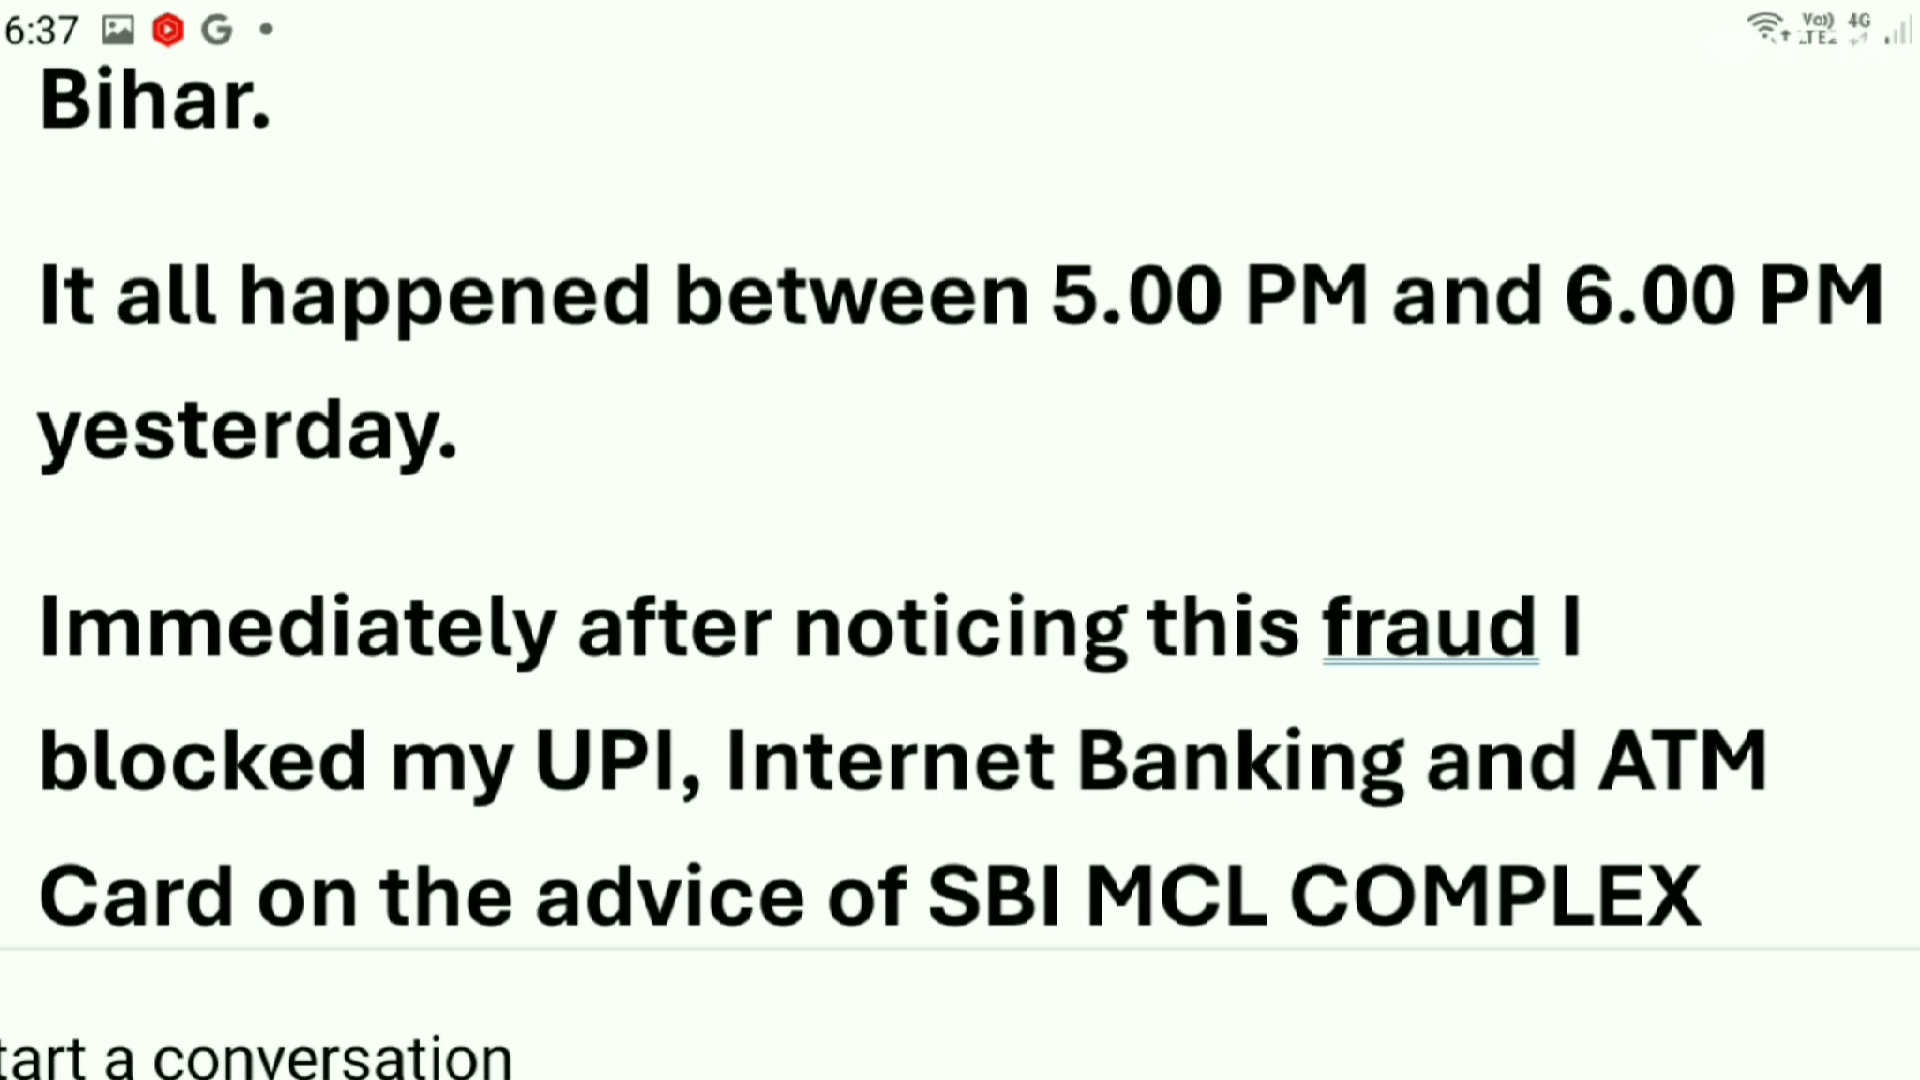 6:37
Bihar.
It all happened between 5.00 PM and 6.00 PM
yesterday.
Immediately after noticing this fraud I
blocked my UPI, Internet Banking and ATM
Card on the advice of SBI MCL COMPLEX
tart a conversation